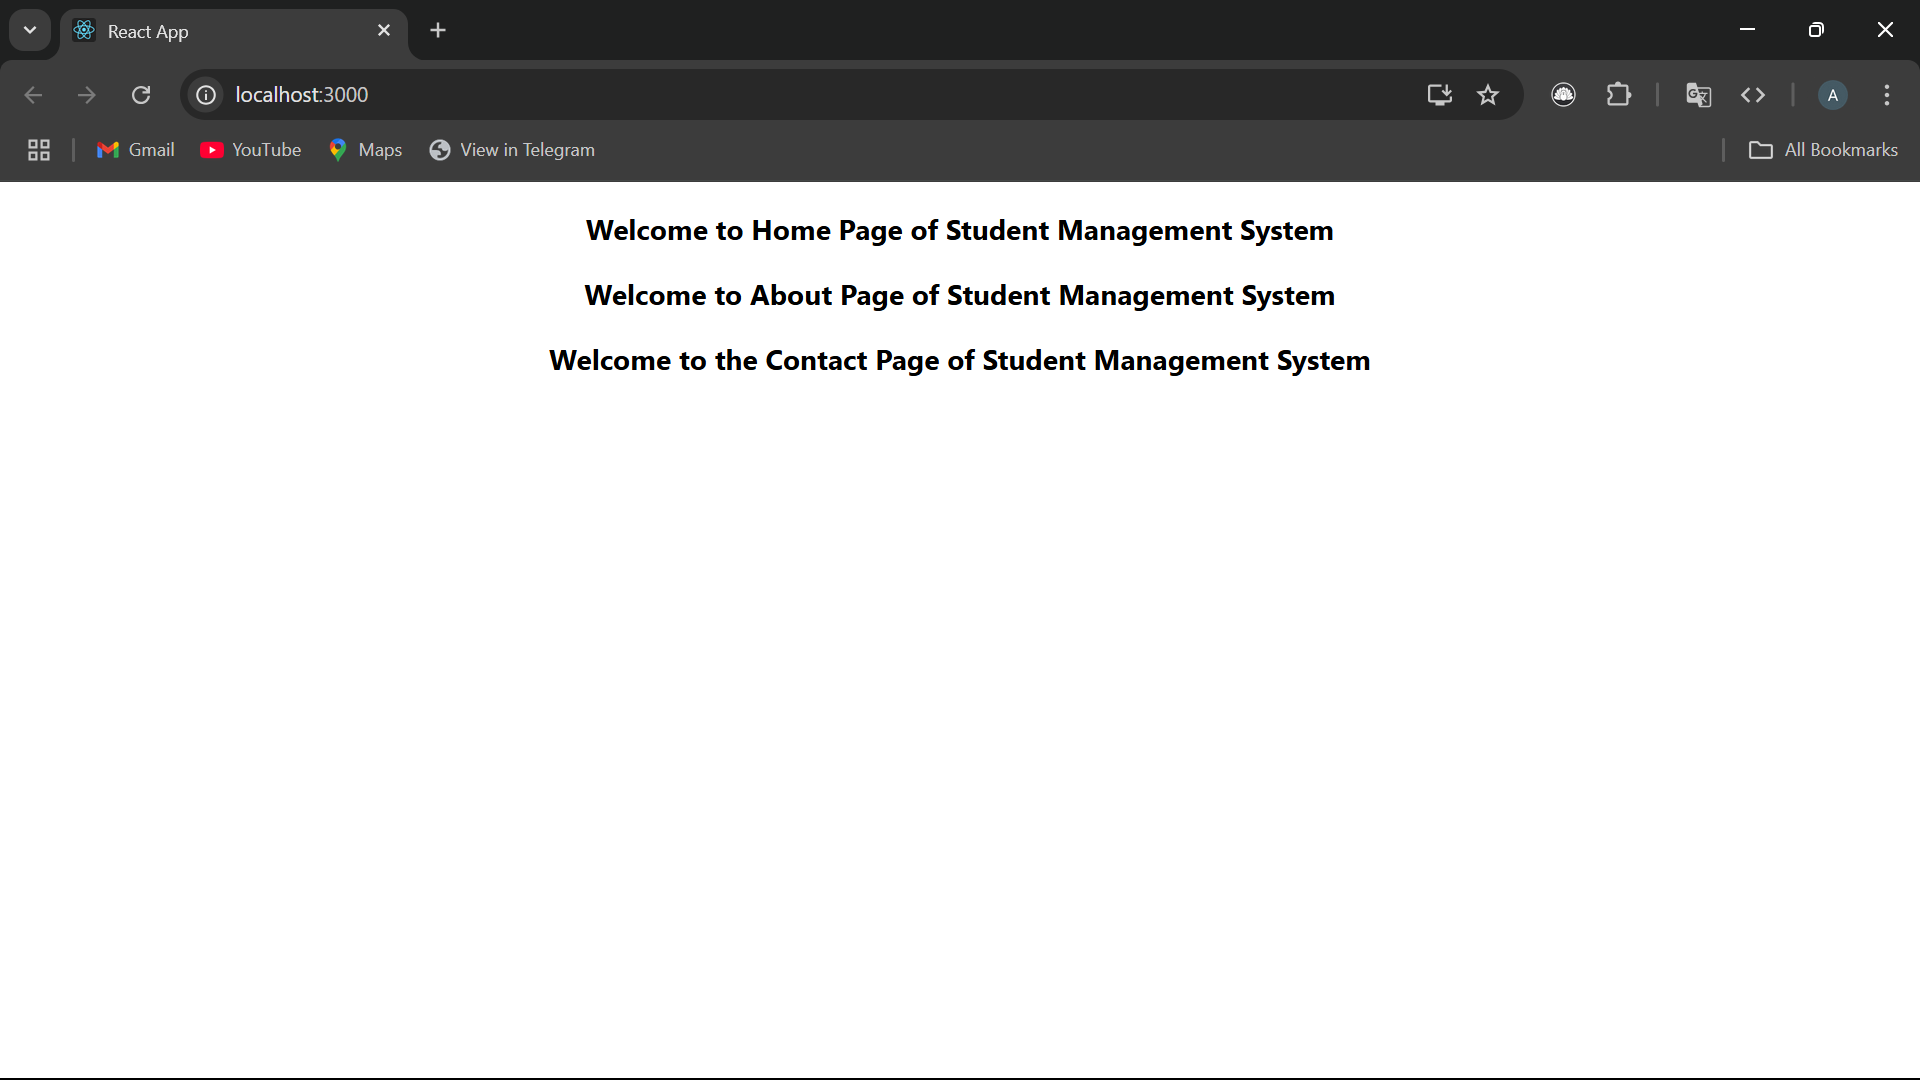 React App
localhost:3000
A
Gmail
YouTube
Maps
View in Telegram
All Bookmarks
Welcome to Home Page of Student Management System
Welcome to About Page of Student Management System
Welcome to the Contact Page of Student Management System